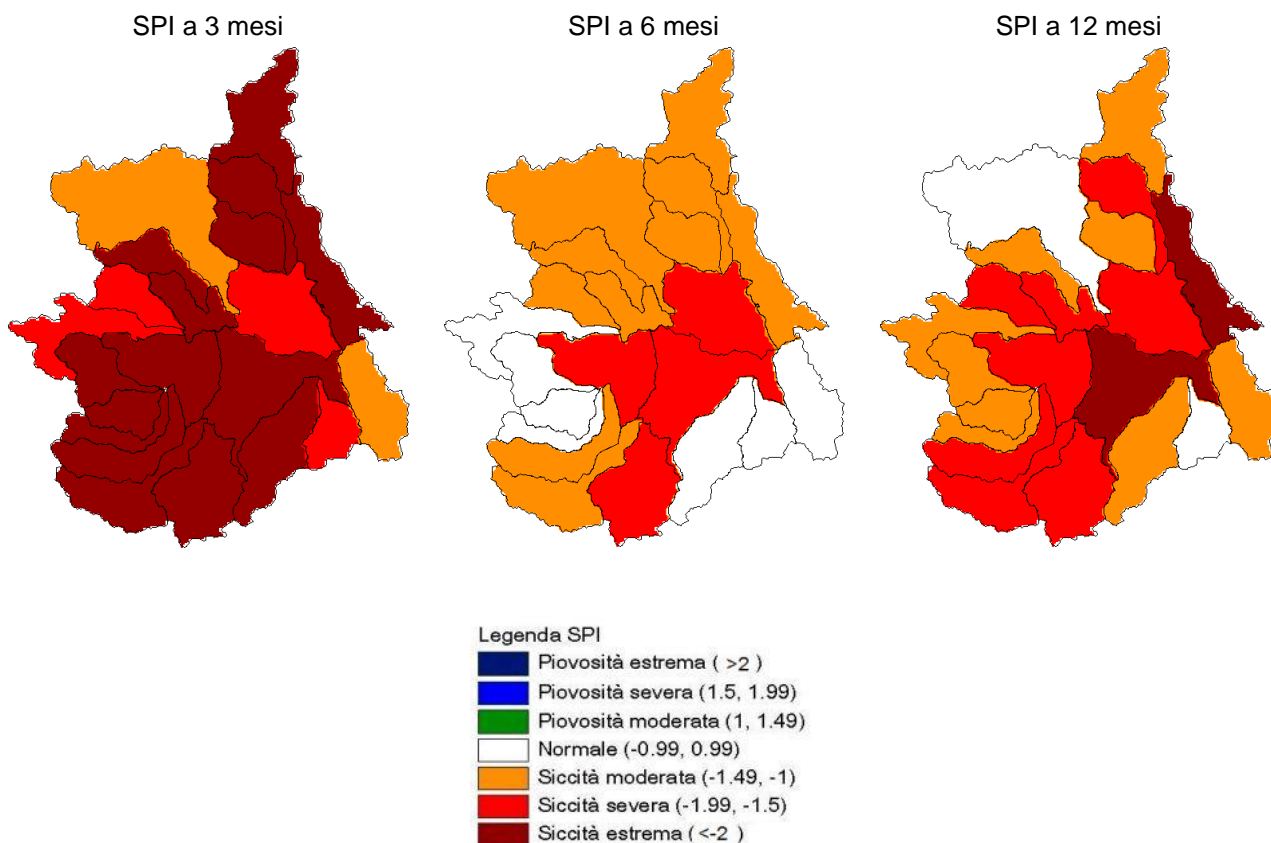 SPI a 3 mesi
SPI a 6 mesi
SPI a 12 mesi
Legenda SPI
Piovosità estrema ( >2 )
Piovosità severa (1.5, 1.99)
Piovosità moderata (1, 1.49)
Normale (-0.99, 0.99)
Siccità moderata (-1.49, -1)
Siccità severa (-1.99, -1.5)
Siccità estrema (<-2 )